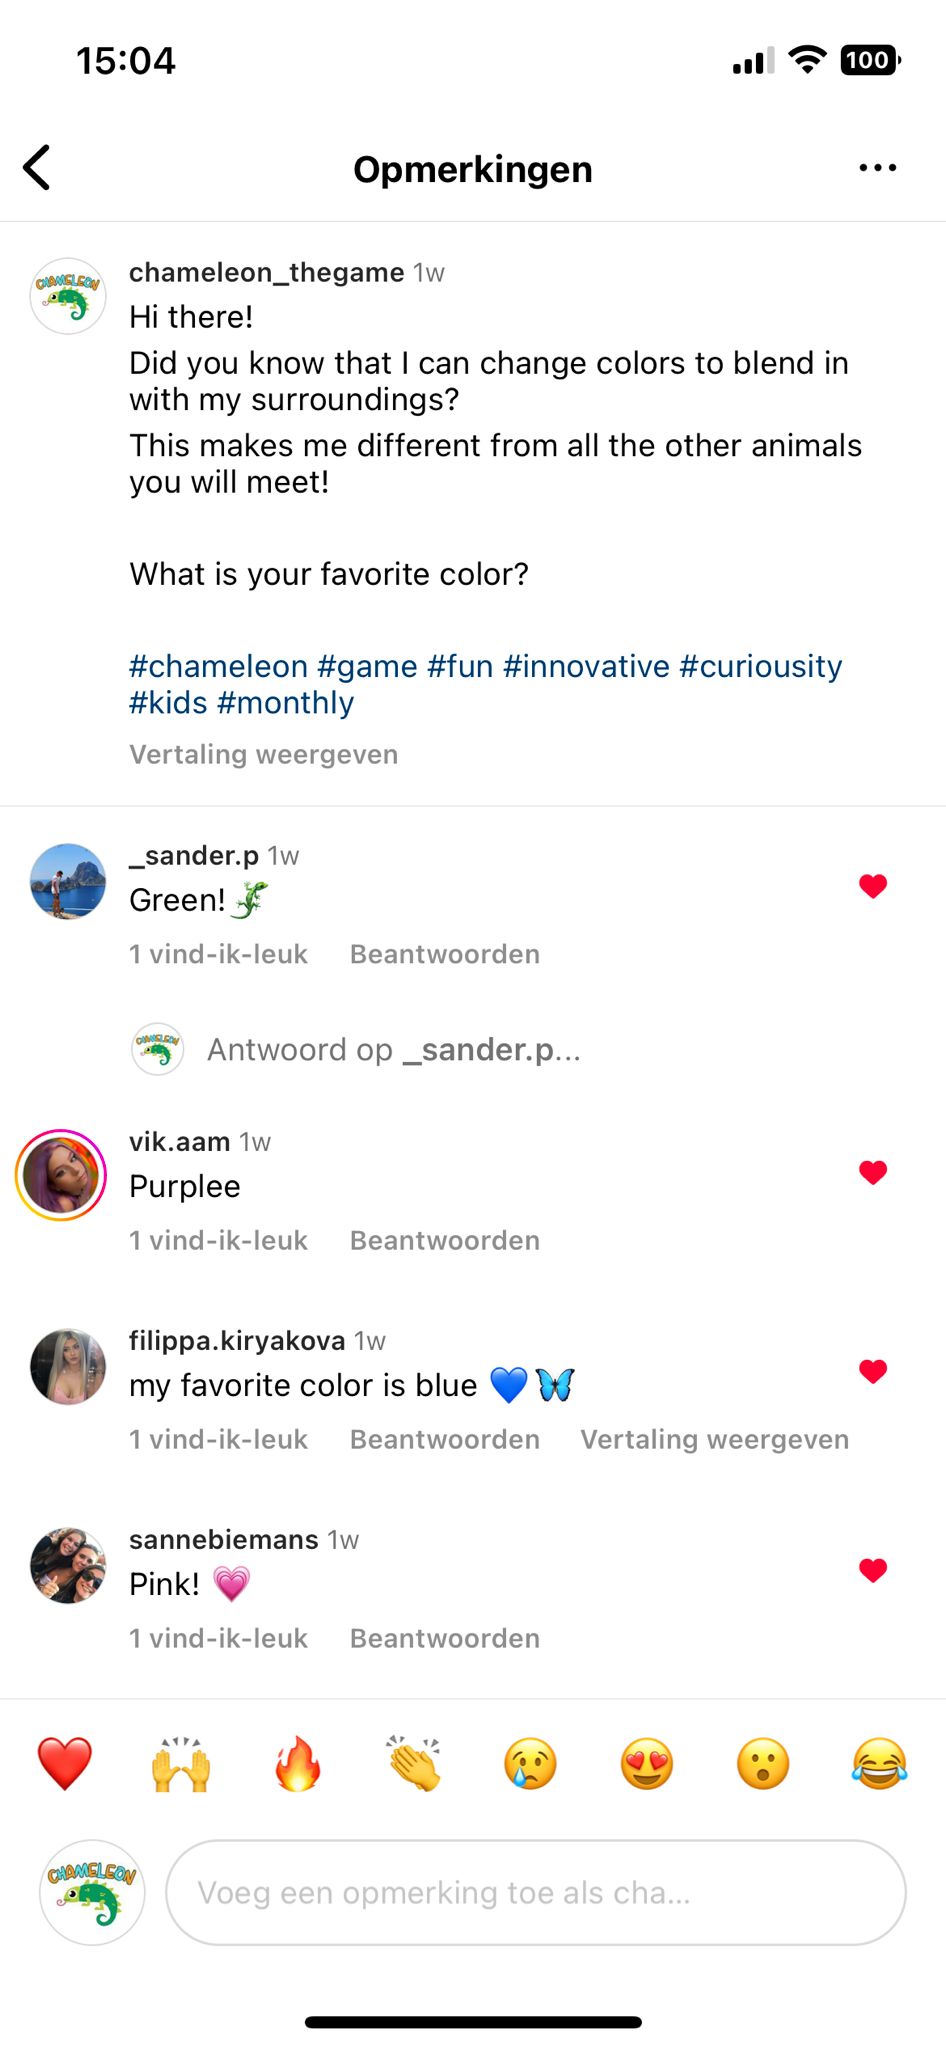 15:04
100
Opmerkingen
CHAMELEON
chameleon_thegame 1w
Hi there!
Did you know that I can change colors to blend in
with my surroundings?
This makes me different from all the other animals
you will meet!
What is your favorite color?
#chameleon #game #fun #innovative #curiousity
#kids #monthly
Vertaling weergeven
_sander.p 1w
Green!🦎
1 vind-ik-leuk Beantwoorden
CHAMELEON
Antwoord op _sander.p...
vik.aam 1w
Purplee
1 vind-ik-leuk Beantwoorden
filippa.kiryakova 1w
my favorite color is blue 💙🦋
1 vind-ik-leuk Beantwoorden Vertaling weergeven
sannebiemans 1w
Pink! 💗
1 vind-ik-leuk Beantwoorden
❤️ 🙌 🔥 👏 😢 😍 😮 😂
CHAMELEON
Voeg een opmerking toe als cha...